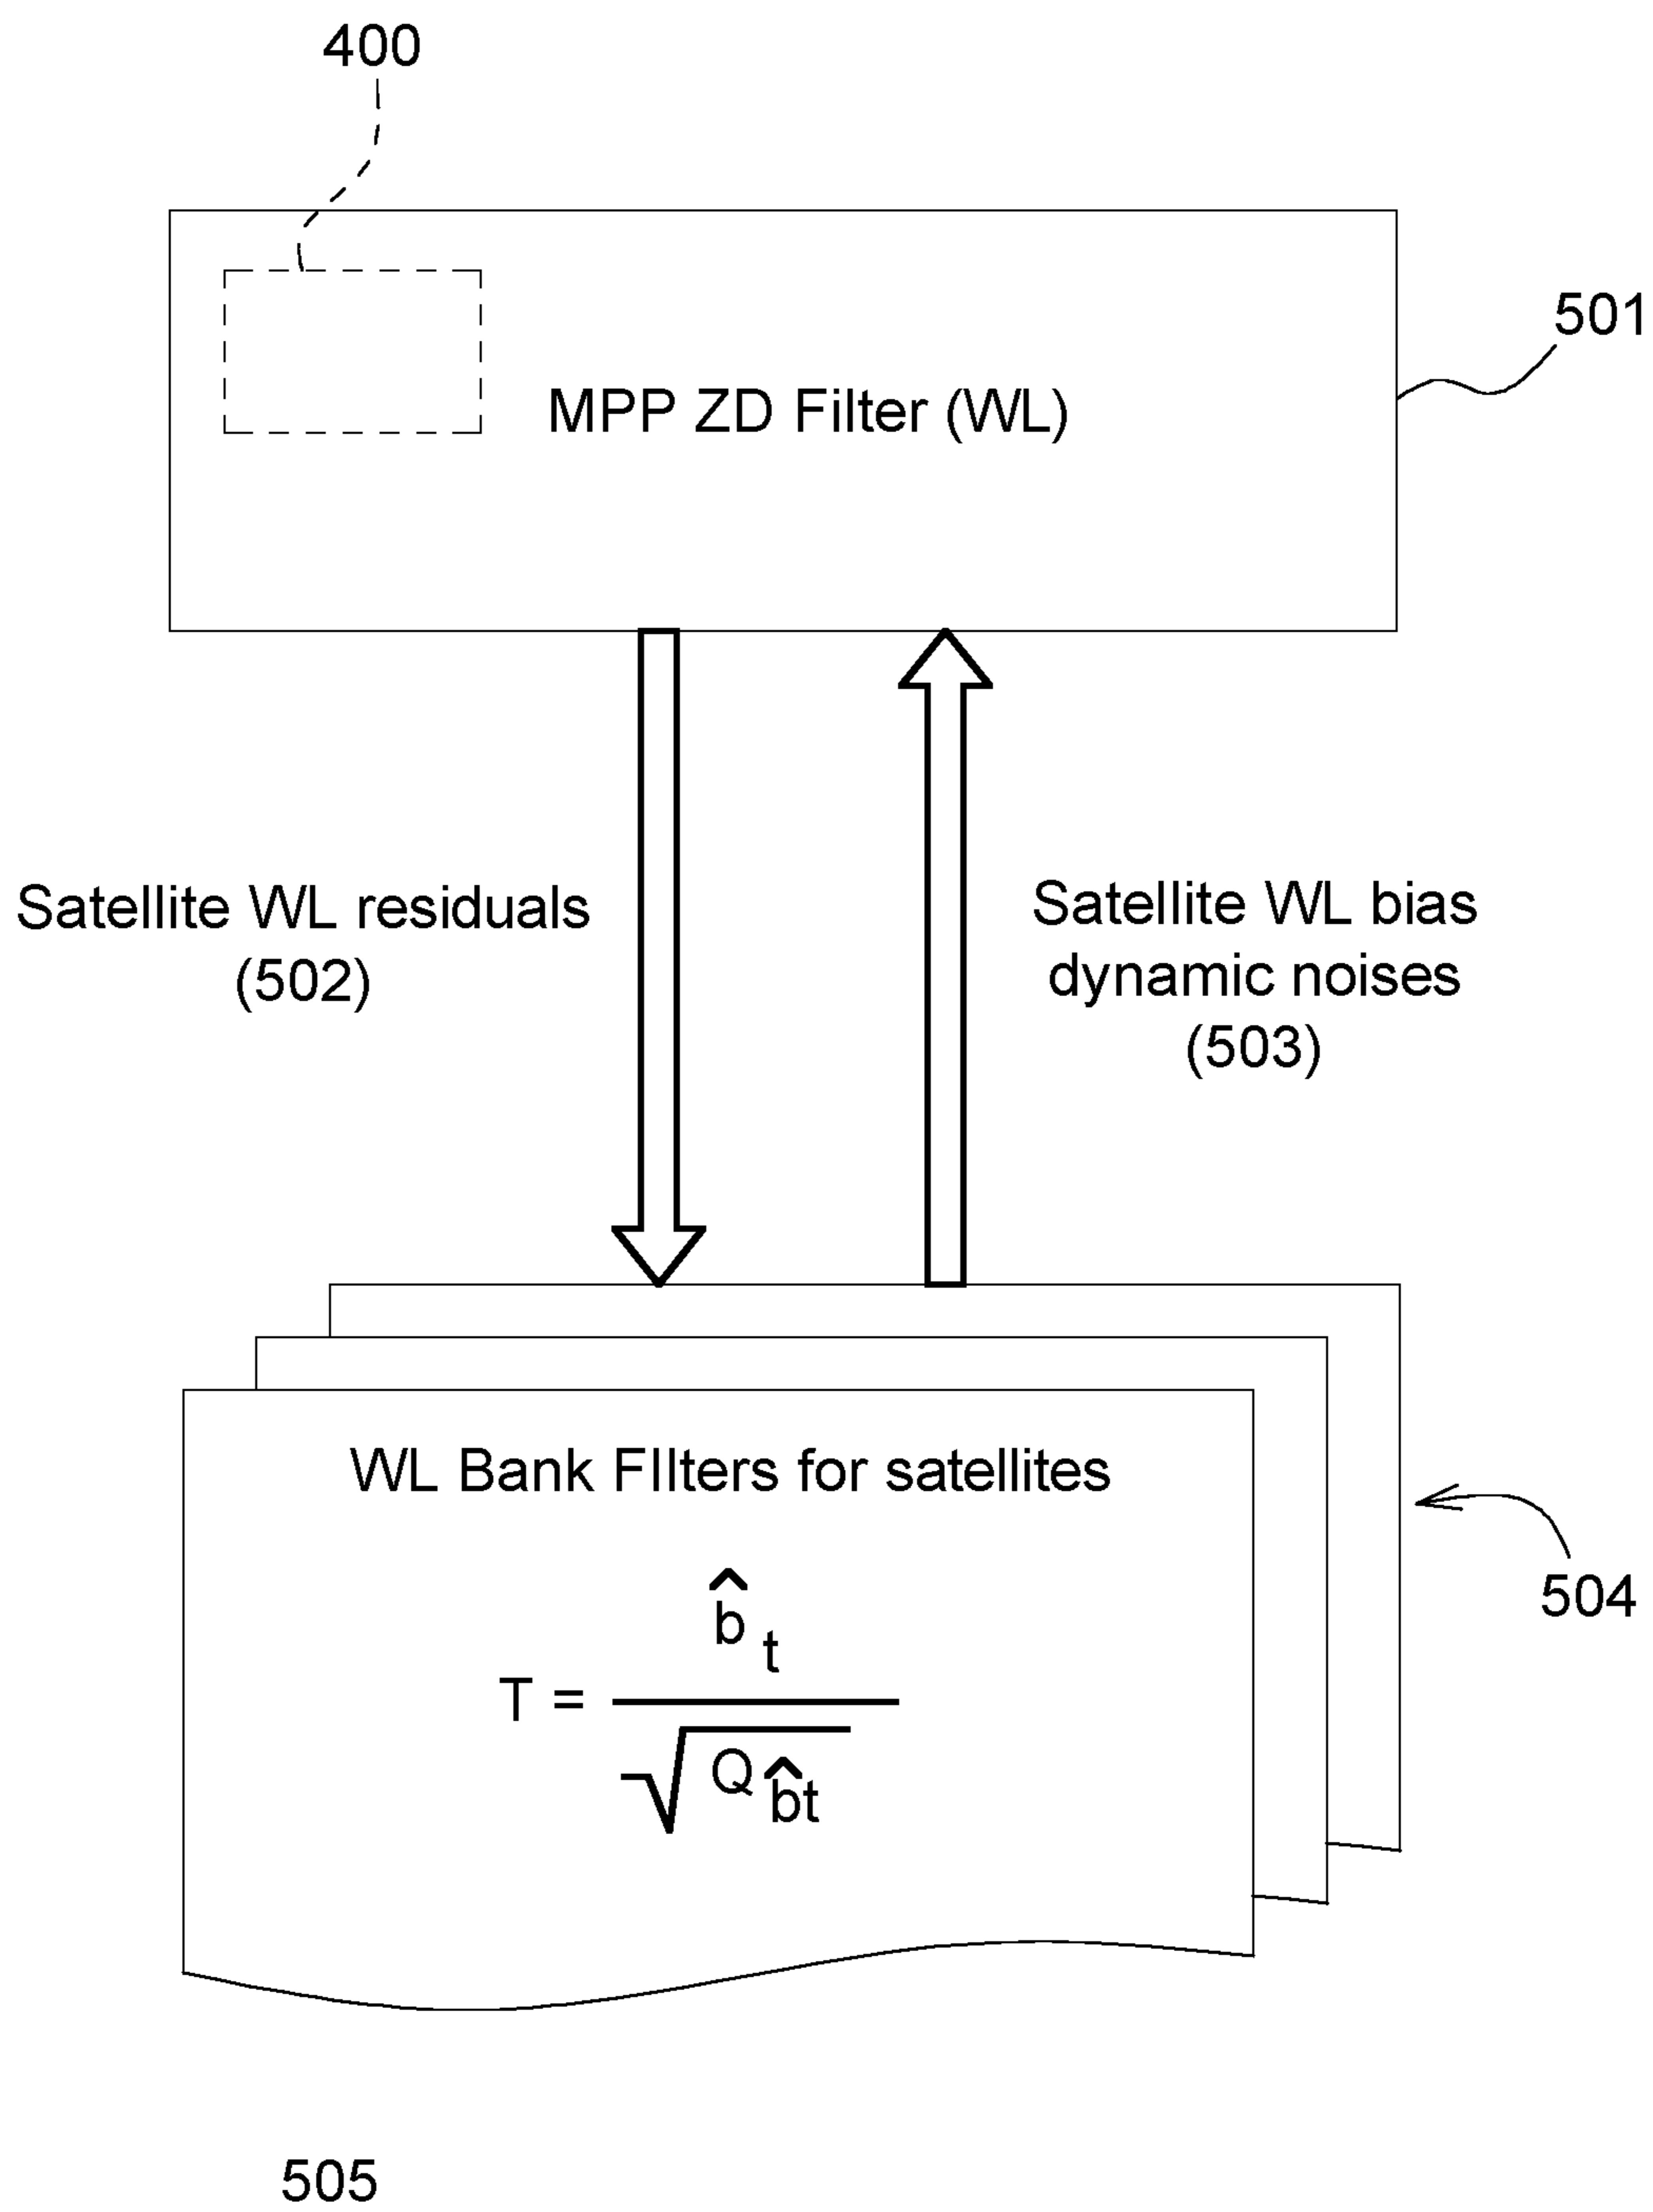 400
501
MPP ZD Filter (WL)
Satellite WL residuals
(502)
Satellite WL bias
dynamic noises
(503)
WL Bank FIlters for satellites
504
T = b̂ t / √Q b̂t
505